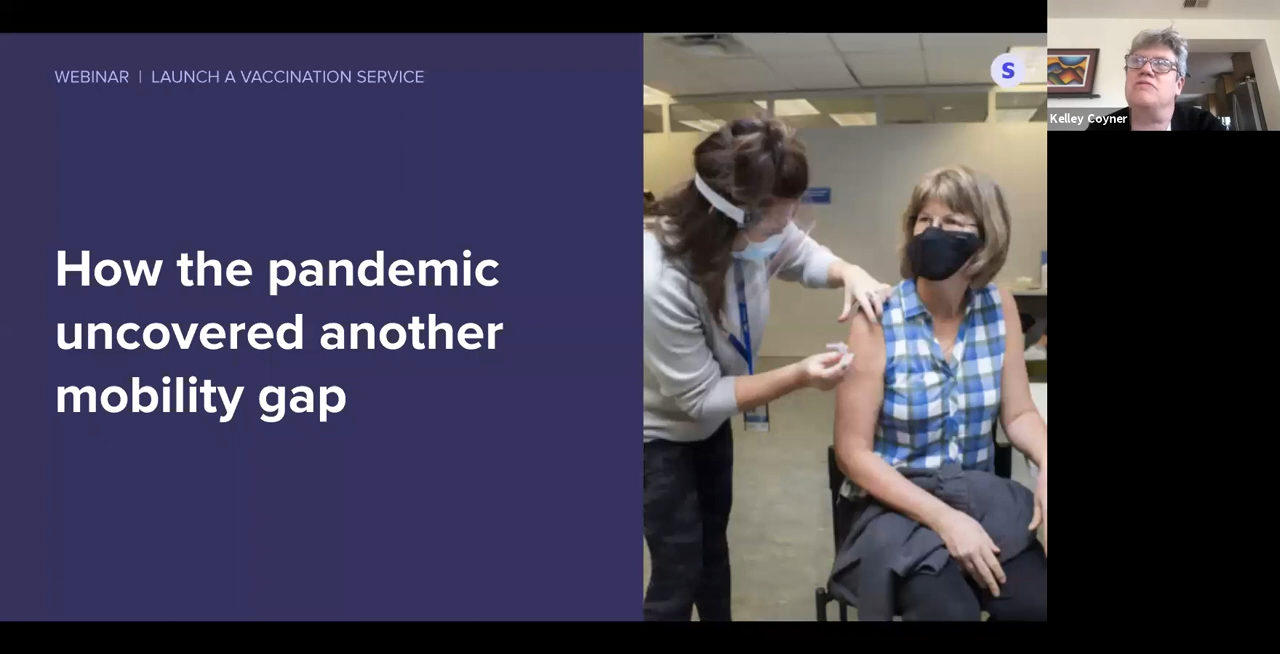 WEBINAR | LAUNCH A VACCINATION SERVICE
How the pandemic
uncovered another
mobility gap
S
Kelley Coyner